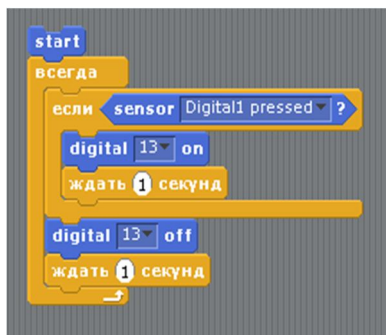 start
всегда
если sensor Digital1 pressed ?
digital 13 on
ждать 1 секунд
digital 13 off
ждать 1 секунд